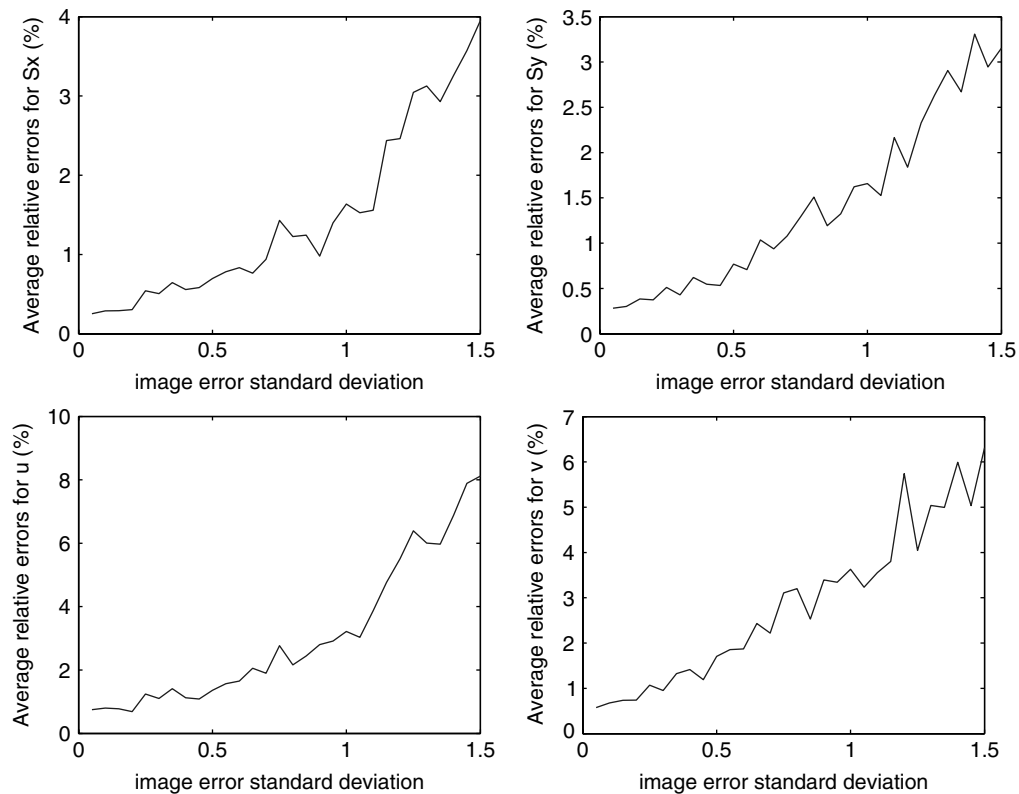 Average relative errors for Sx (%)
4
3
2
1
0
0 0.5 1 1.5
image error standard deviation
Average relative errors for Sy (%)
3.5
3
2.5
2
1.5
1
0.5
0
0 0.5 1 1.5
image error standard deviation
Average relative errors for u (%)
10
8
6
4
2
0
0 0.5 1 1.5
image error standard deviation
Average relative errors for v (%)
7
6
5
4
3
2
1
0
0 0.5 1 1.5
image error standard deviation